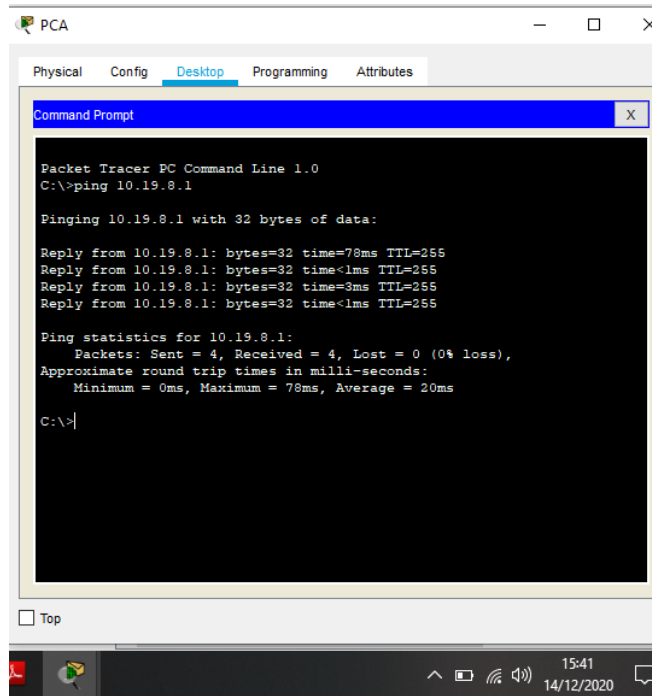 PCA
Physical Config Desktop Programming Attributes
Command Prompt X
Packet Tracer PC Command Line 1.0
C:\>ping 10.19.8.1
Pinging 10.19.8.1 with 32 bytes of data:
Reply from 10.19.8.1: bytes=32 time=78ms TTL=255
Reply from 10.19.8.1: bytes=32 time<1ms TTL=255
Reply from 10.19.8.1: bytes=32 time=3ms TTL=255
Reply from 10.19.8.1: bytes=32 time<1ms TTL=255
Ping statistics for 10.19.8.1:
Packets: Sent = 4, Received = 4, Lost = 0 (0% loss),
Approximate round trip times in milli-seconds:
Minimum = 0ms, Maximum = 78ms, Average = 20ms
C:\>
Top
15:41
14/12/2020